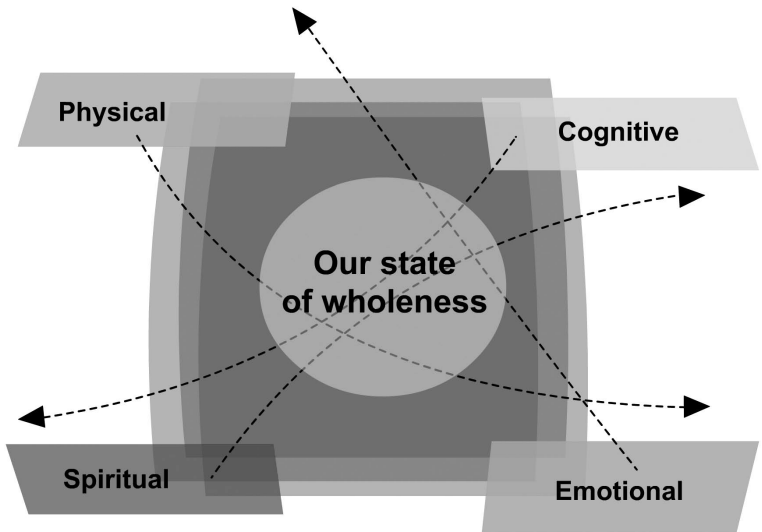 Physical
Cognitive
Our state
of wholeness
Spiritual
Emotional